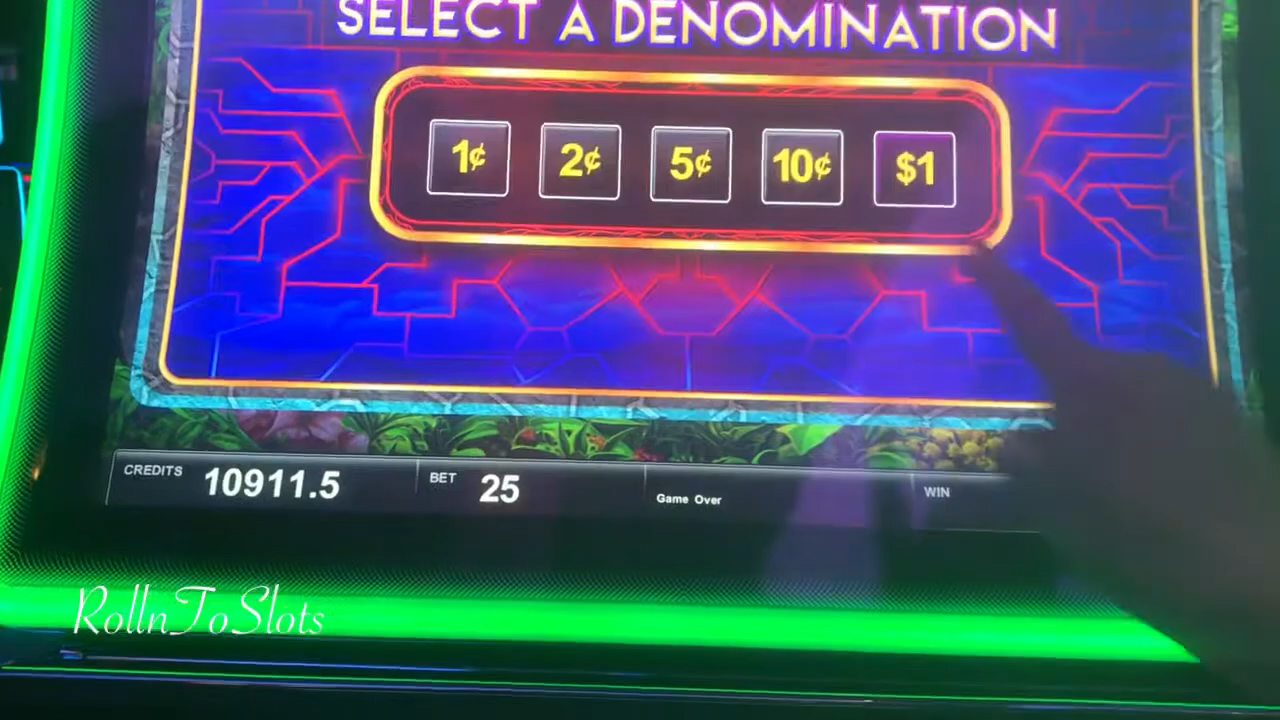 SELECT A DENOMINATION
1¢ 2¢ 5¢ 10¢ $1
CREDITS 10911.5 BET 25 Game Over WIN
RollnToSlots